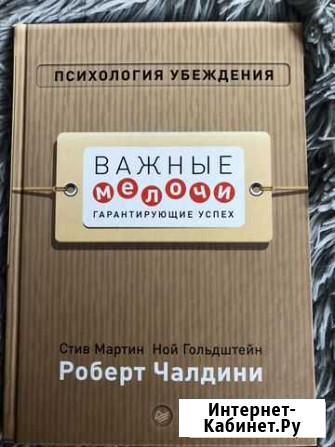 ПСИХОЛОГИЯ УБЕЖДЕНИЯ
ВАЖНЫЕ
мелочи
ГАРАНТИРУЮЩИЕ УСПЕХ
Стив Мартин Ной Гольдштейн
Роберт Чалдини
Интернет-
Кабинет.Ру